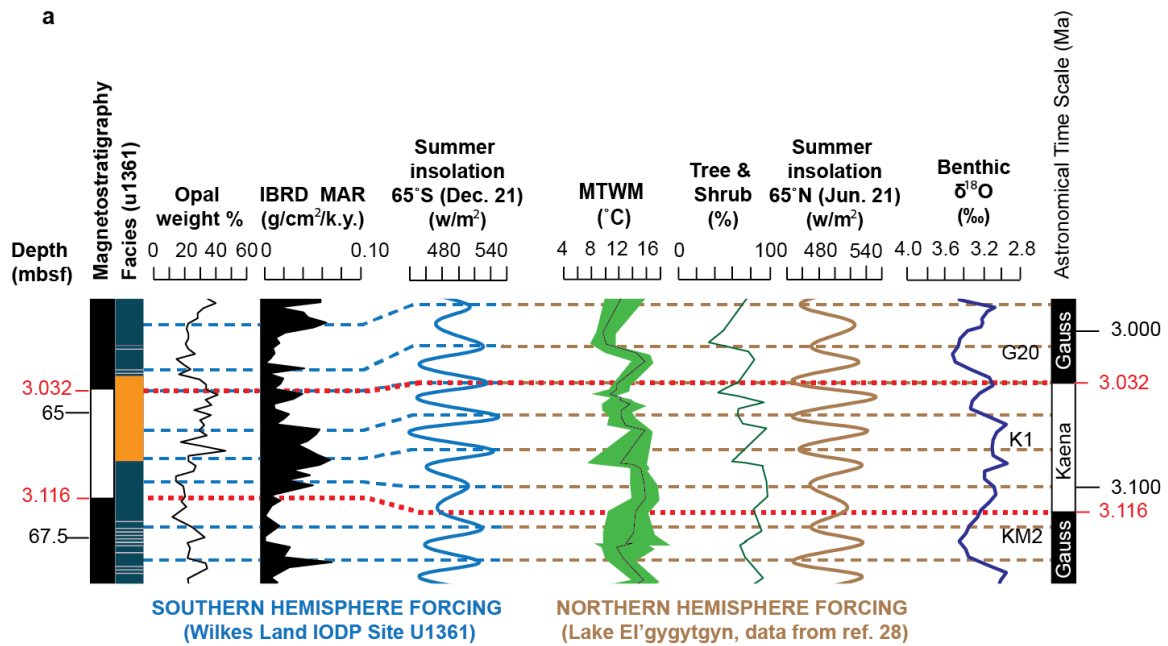 a
Depth
(mbsf)
Magnetostratigraphy
Facies (u1361)
Opal
weight %
0 20 40 60
IBRD MAR
(g/cm²/k.y.)
0 0.10
Summer
insolation
65˚S (Dec. 21)
(w/m²)
480 540
MTWM
(˚C)
4 8 12 16
Tree &
Shrub
(%)
0 100
Summer
insolation
65˚N (Jun. 21)
(w/m²)
480 540
Benthic
δ¹⁸O
(‰)
4.0 3.6 3.2 2.8
Astronomical Time Scale (Ma)
3.032
65
3.116
67.5
G20
K1
KM2
Gauss
Kaena
Gauss
3.000
3.032
3.100
3.116
SOUTHERN HEMISPHERE FORCING
(Wilkes Land IODP Site U1361)
NORTHERN HEMISPHERE FORCING
(Lake El’gygytgyn, data from ref. 28)